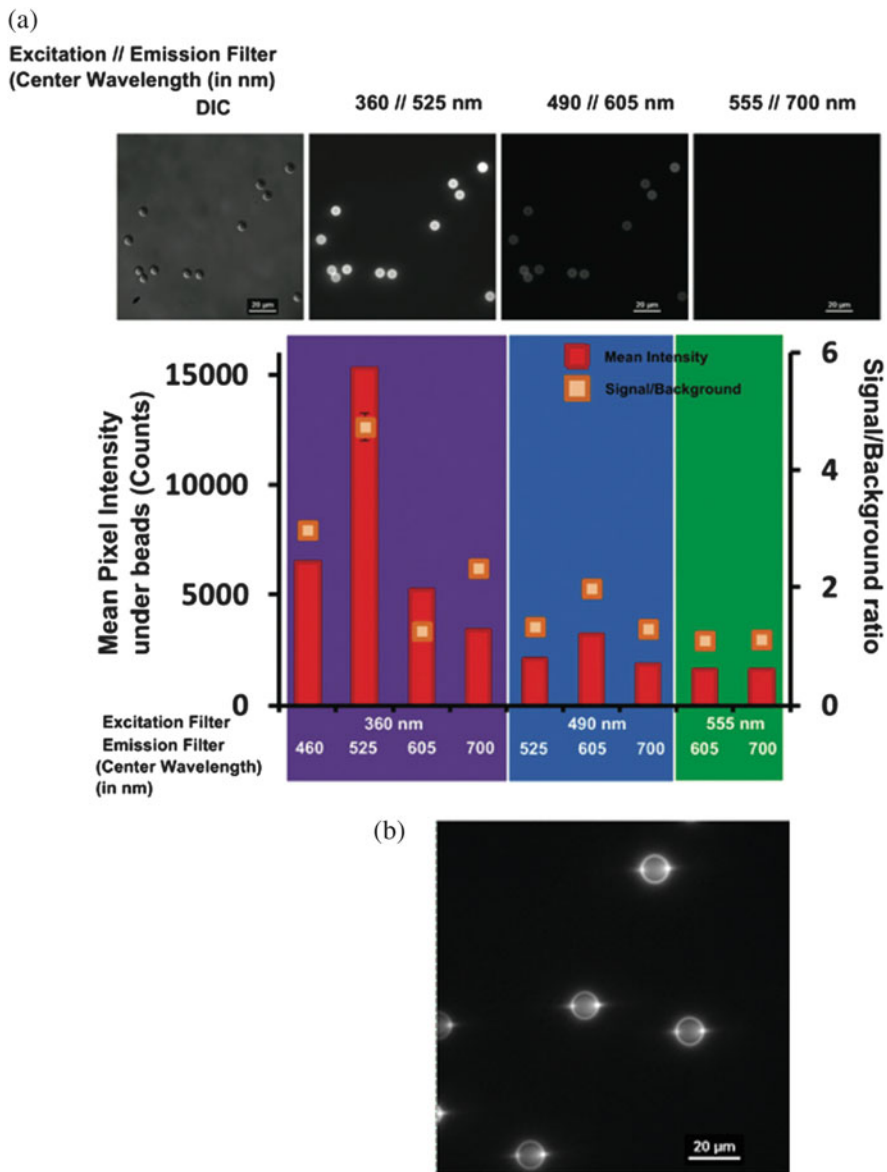 (a)
Excitation // Emission Filter
(Center Wavelength (in nm)
DIC 360 // 525 nm 490 // 605 nm 555 // 700 nm
20 µm 20 µm 20 µm 20 µm
Mean Pixel Intensity
under beads (Counts)
15000
10000
5000
0
Mean Intensity
Signal/Background
6
4
2
0
Signal/Background ratio
Excitation Filter 360 nm 490 nm 555 nm
Emission Filter
(Center Wavelength)
(in nm)
460 525 605 700 525 605 700 605 700
(b)
20 µm